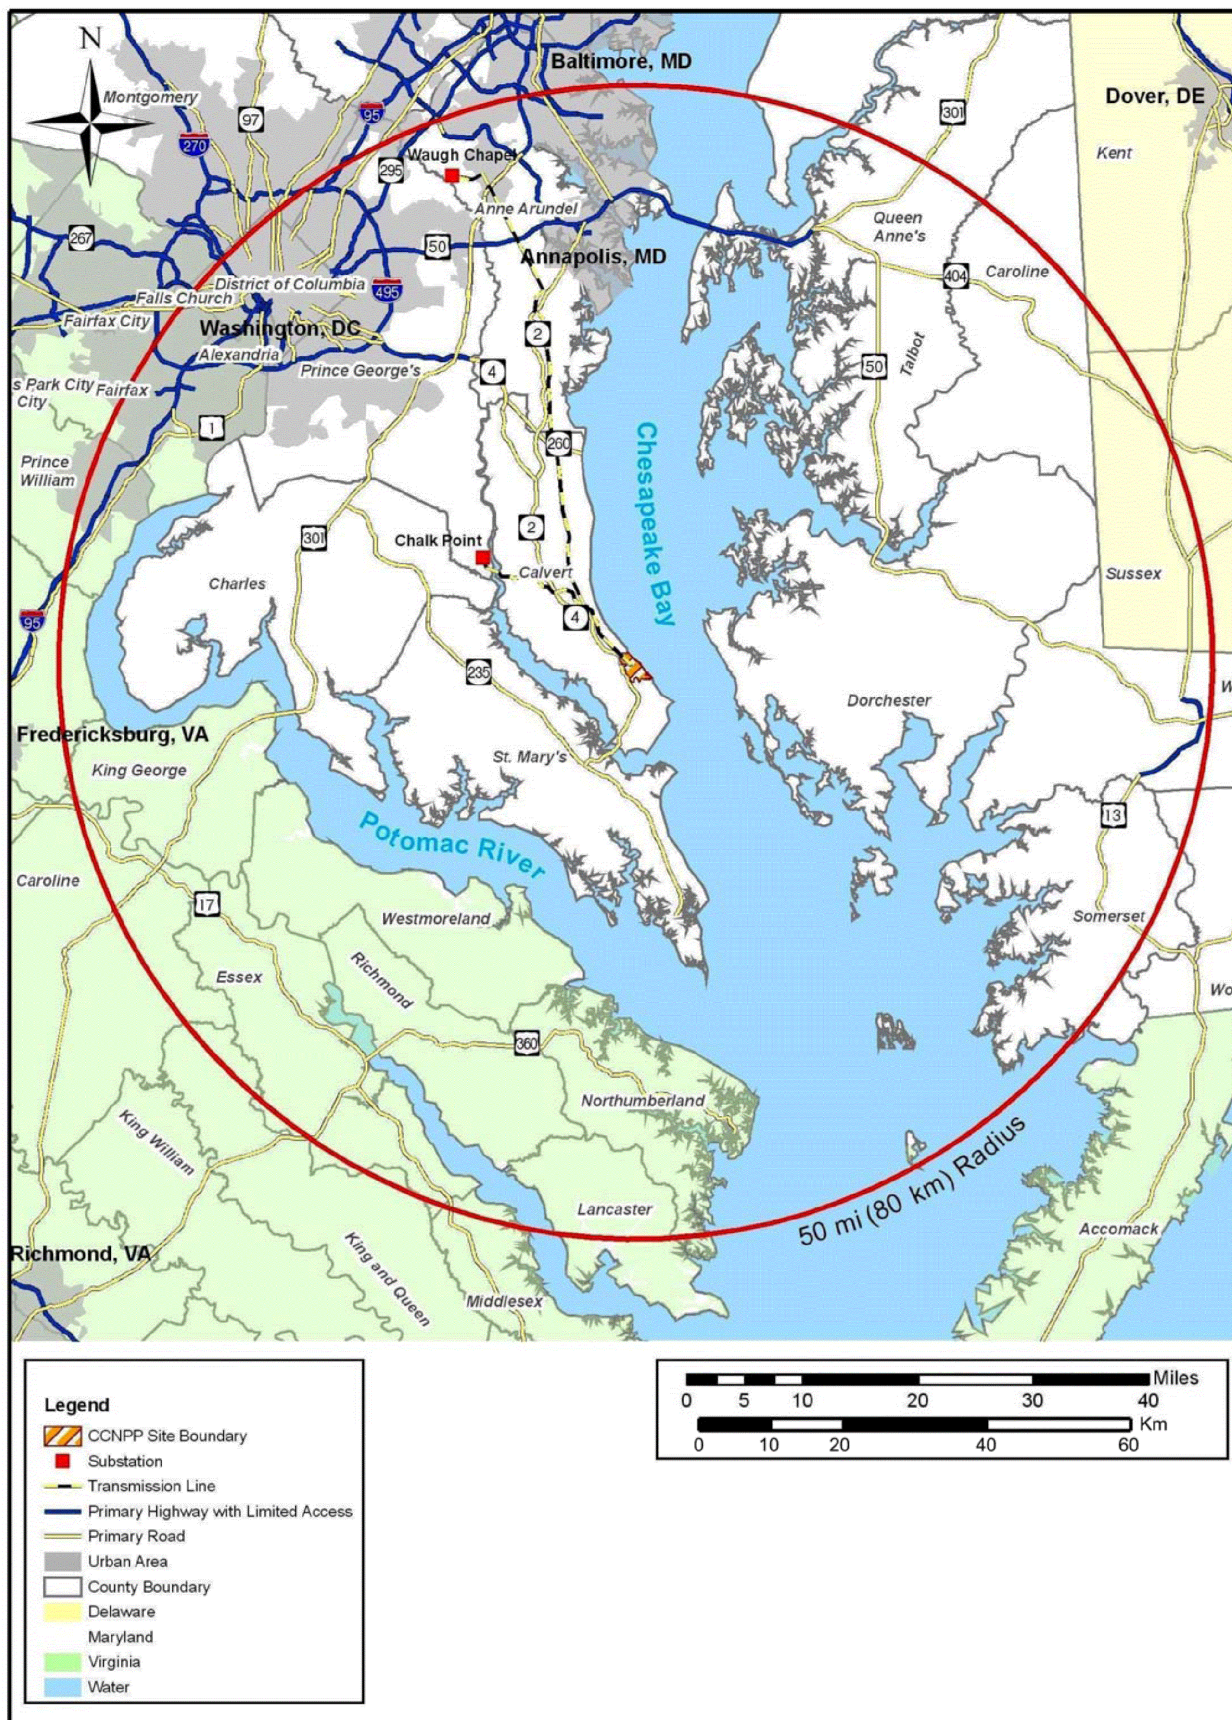 N
Baltimore, MD
Montgomery
95
97
Dover, DE
301
270
Kent
Waugh Chapel
295
Anne Arundel
Queen
Anne's
267
50
Annapolis, MD
404
Caroline
District of Columbia
495
Falls Church
Fairfax City
Washington, DC
2
Alexandria
Prince George's
4
50
Talbot
s Park City
City
Fairfax
1
260
Prince
William
Chesapeake Bay
301
2
Chalk Point
Calvert
Charles
Sussex
95
4
235
W
Dorchester
Fredericksburg, VA
King George
St. Mary's
13
Potomac River
Caroline
17
Westmoreland
Somerset
Essex
Richmond
Wo
360
Northumberland
King William
50 mi (80 km) Radius
Lancaster
Accomack
Richmond, VA
King and Queen
Middlesex
Legend
CCNPP Site Boundary
Substation
Transmission Line
Primary Highway with Limited Access
Primary Road
Urban Area
County Boundary
Delaware
Maryland
Virginia
Water
Miles
0 5 10 20 30 40
Km
0 10 20 40 60